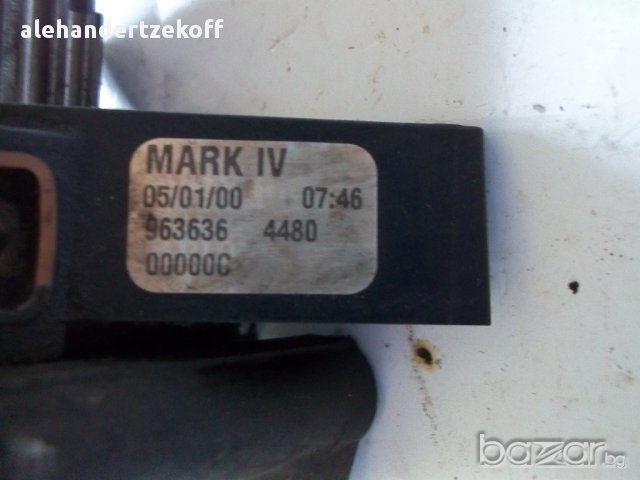 alehandertzekoff
MARK IV
05/01/00 07:46
963636 4480
00000C
bazar.bg